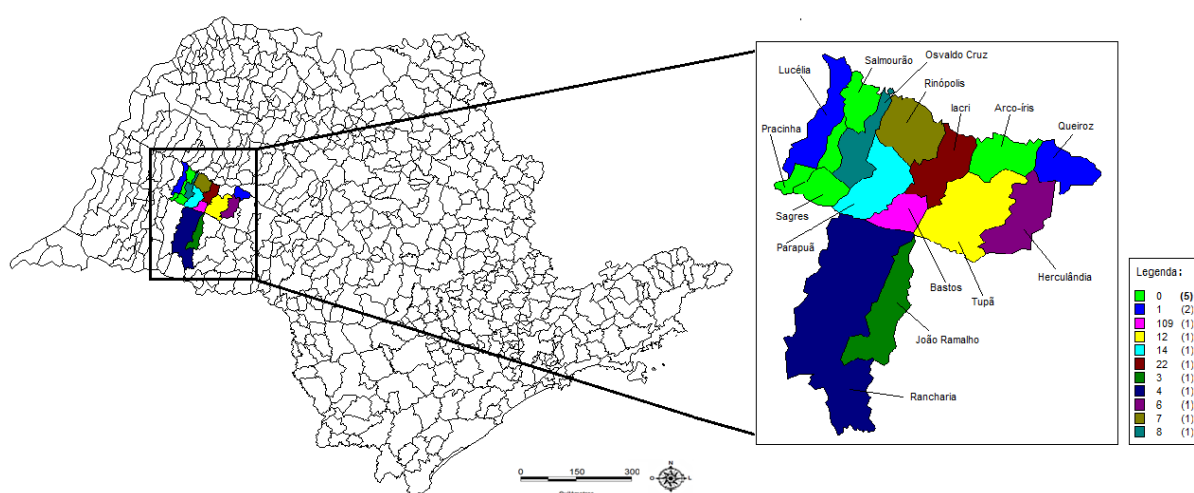 Osvaldo Cruz
Salmourão
Lucélia
Rinópolis
Iacri
Arco-íris
Queiroz
Pracinha
Sagres
Parapuã
Bastos
Tupã
Herculândia
João Ramalho
Rancharia
Legenda:
0 (5)
1 (2)
109 (1)
12 (1)
14 (1)
22 (1)
3 (1)
4 (1)
6 (1)
7 (1)
8 (1)
N
O L
S
0 150 300